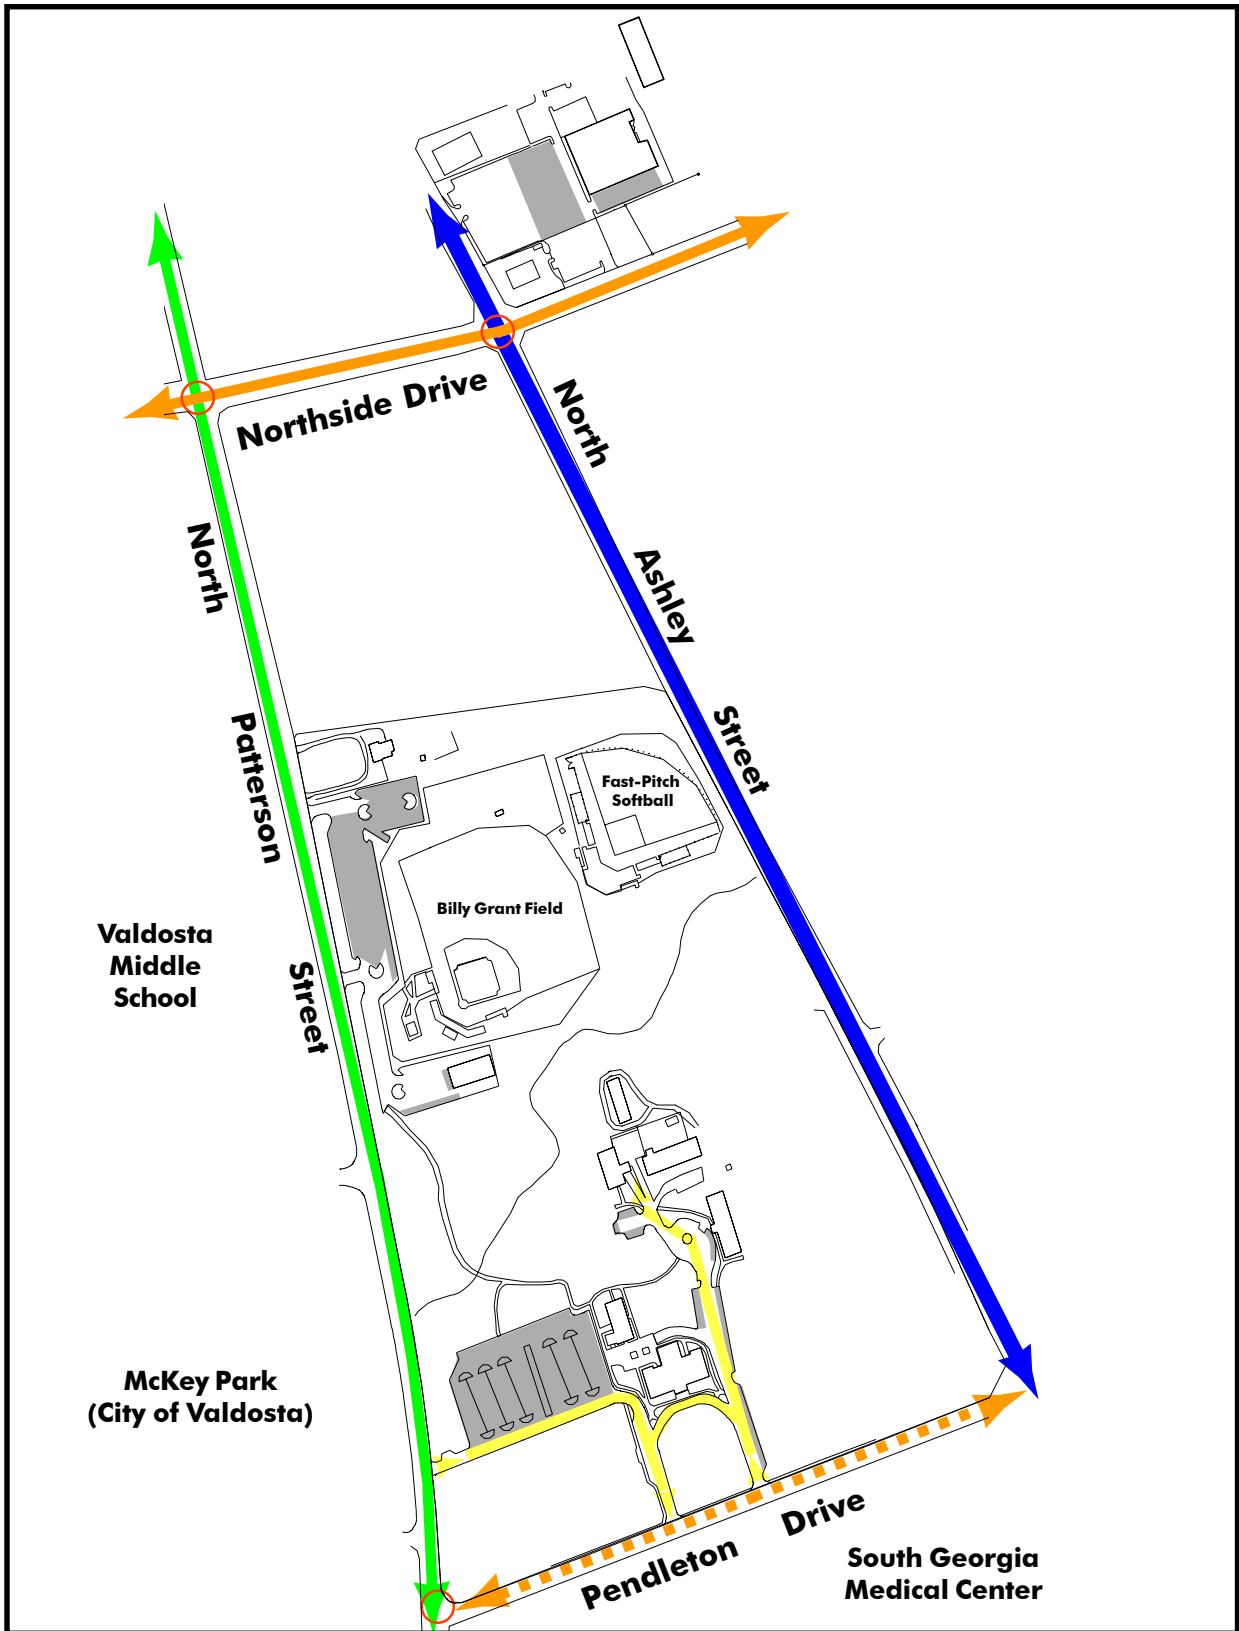 Northside Drive
North
Ashley
Street
North
Patterson
Street
Fast-Pitch
Softball
Billy Grant Field
Valdosta
Middle
School
McKey Park
(City of Valdosta)
Pendleton Drive
South Georgia
Medical Center